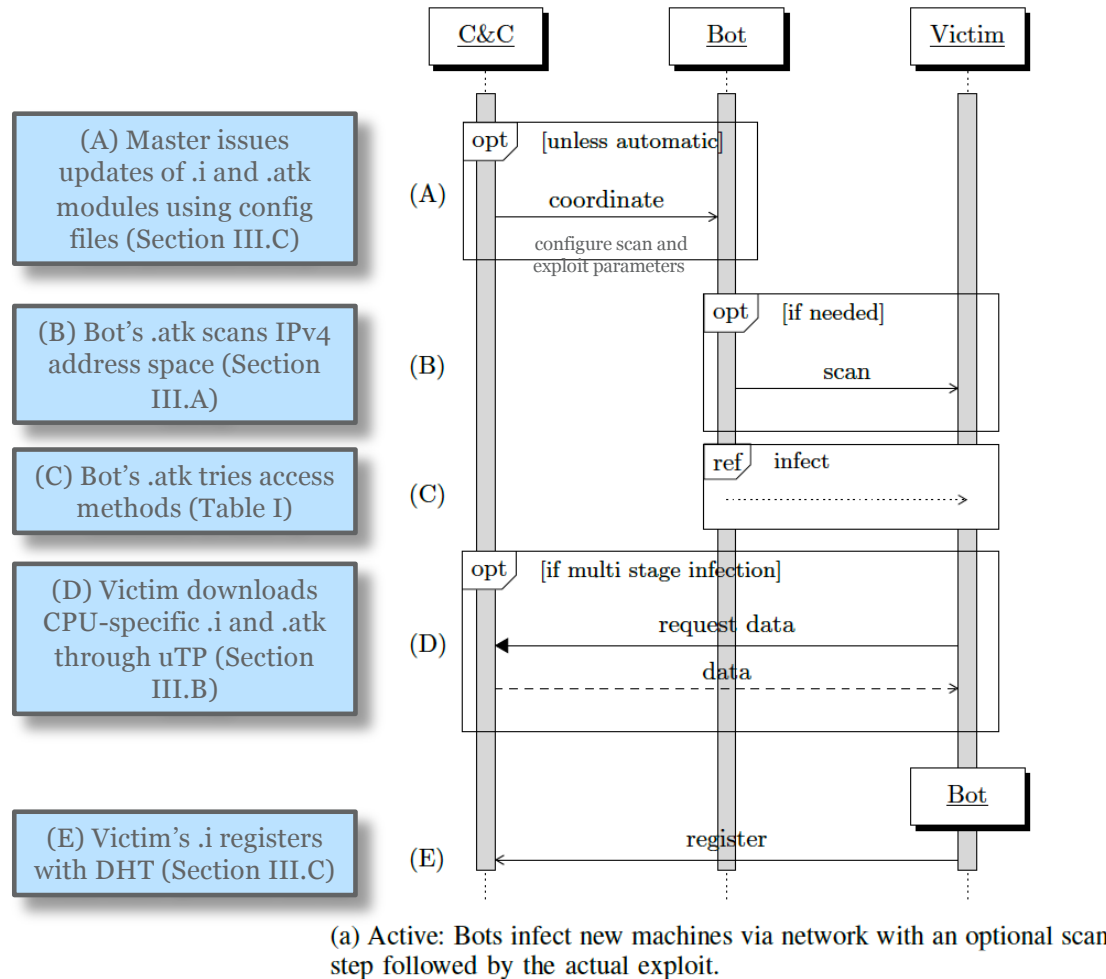 C&C
Bot
Victim
(A) Master issues
updates of .i and .atk
modules using config
files (Section III.C)
(A)
opt
[unless automatic]
coordinate
configure scan and
exploit parameters
(B) Bot’s .atk scans IPv4
address space (Section
III.A)
(B)
opt
[if needed]
scan
(C) Bot’s .atk tries access
methods (Table I)
(C)
ref
infect
(D) Victim downloads
CPU-specific .i and .atk
through uTP (Section
III.B)
(D)
opt
[if multi stage infection]
request data
data
Bot
(E) Victim’s .i registers
with DHT (Section III.C)
(E)
register
(a) Active: Bots infect new machines via network with an optional scan
step followed by the actual exploit.